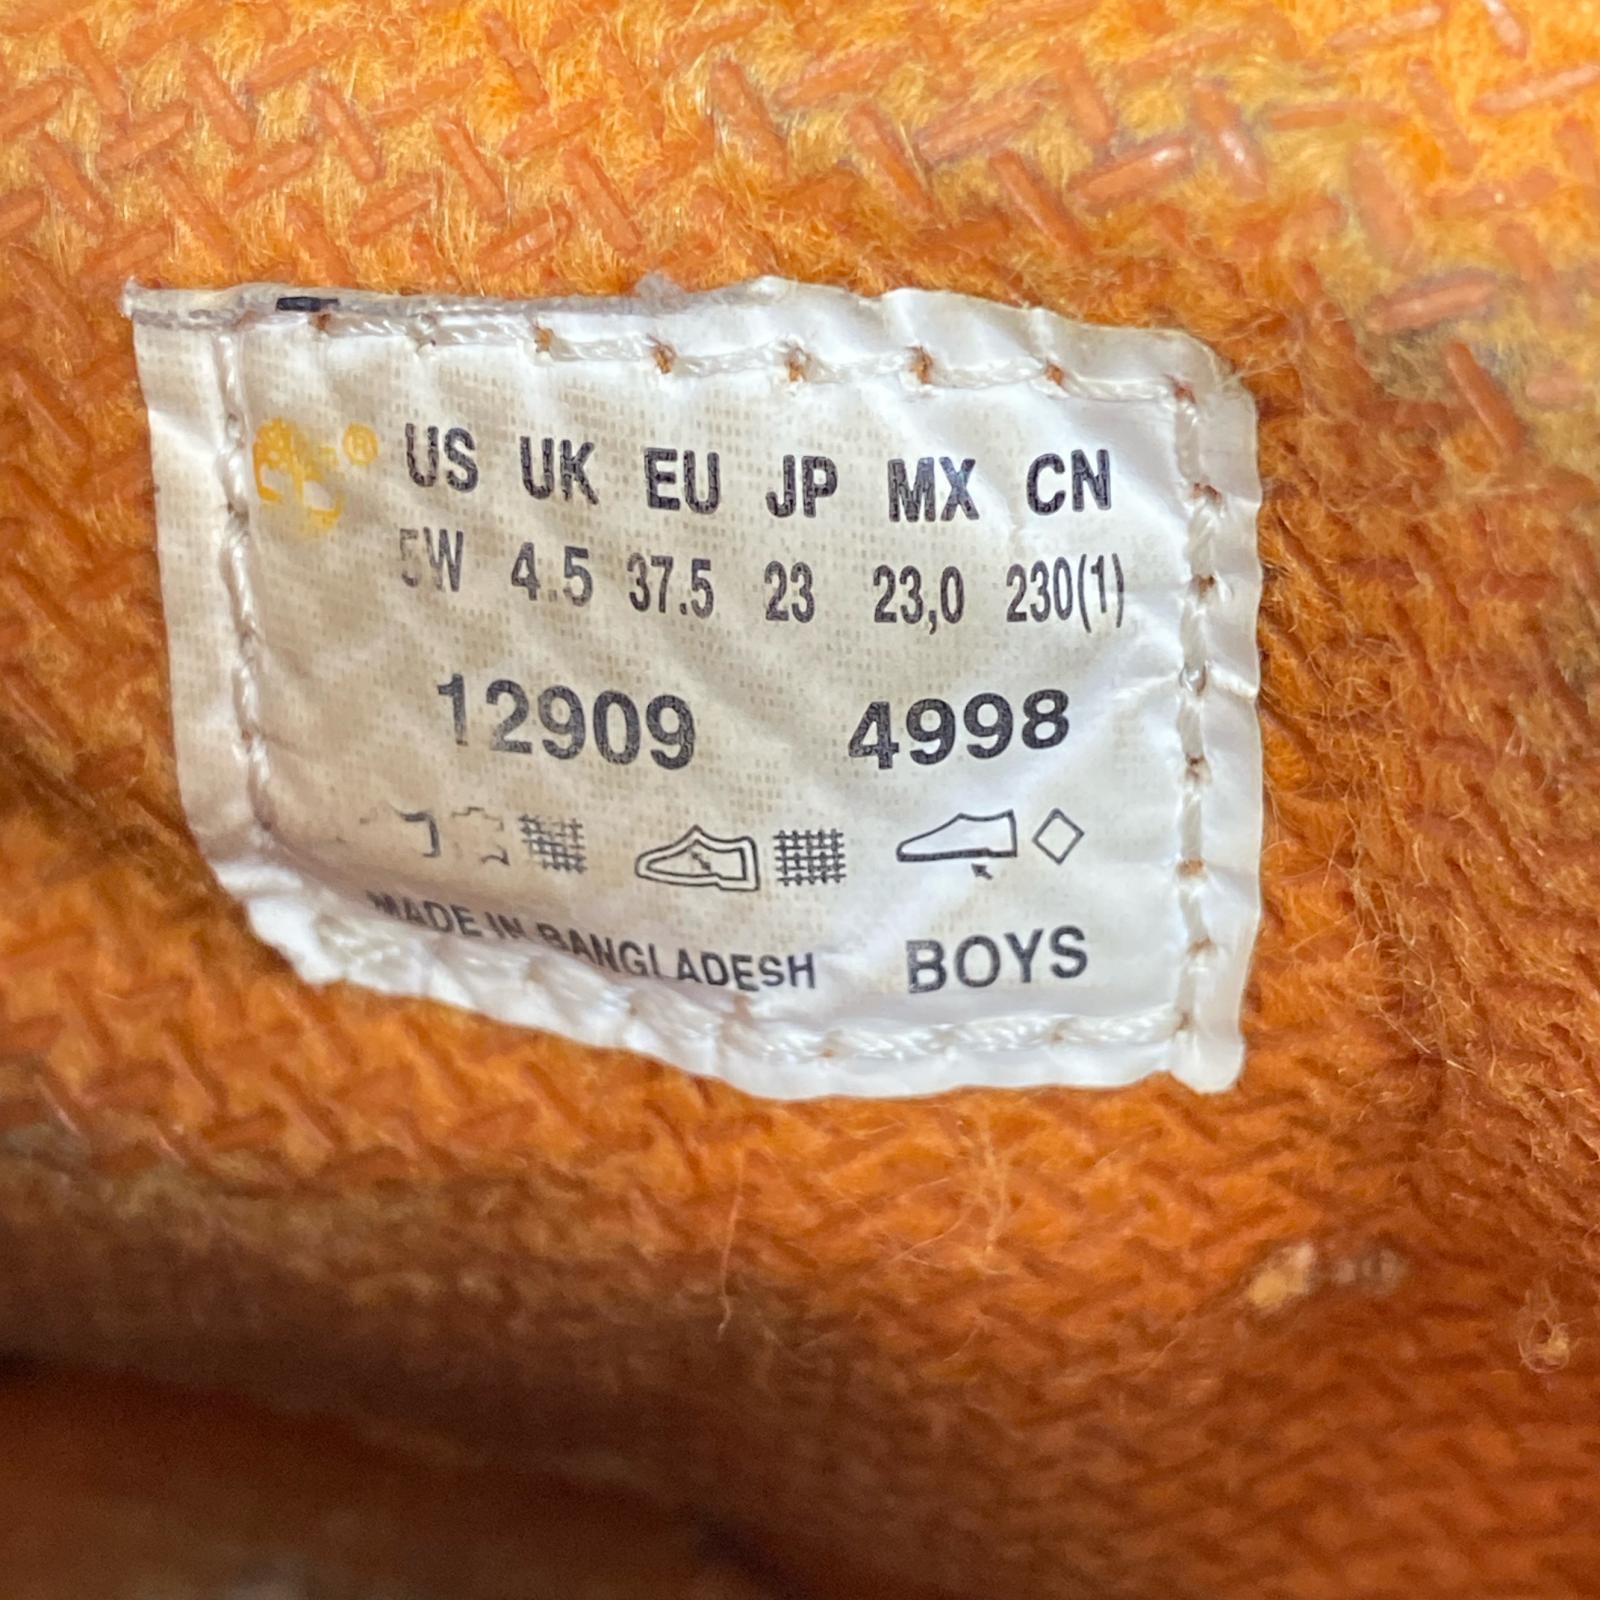 ® US UK EU JP MX CN
5W 4.5 37.5 23 23,0 230(1)
12909 4998
MADE IN BANGLADESH BOYS